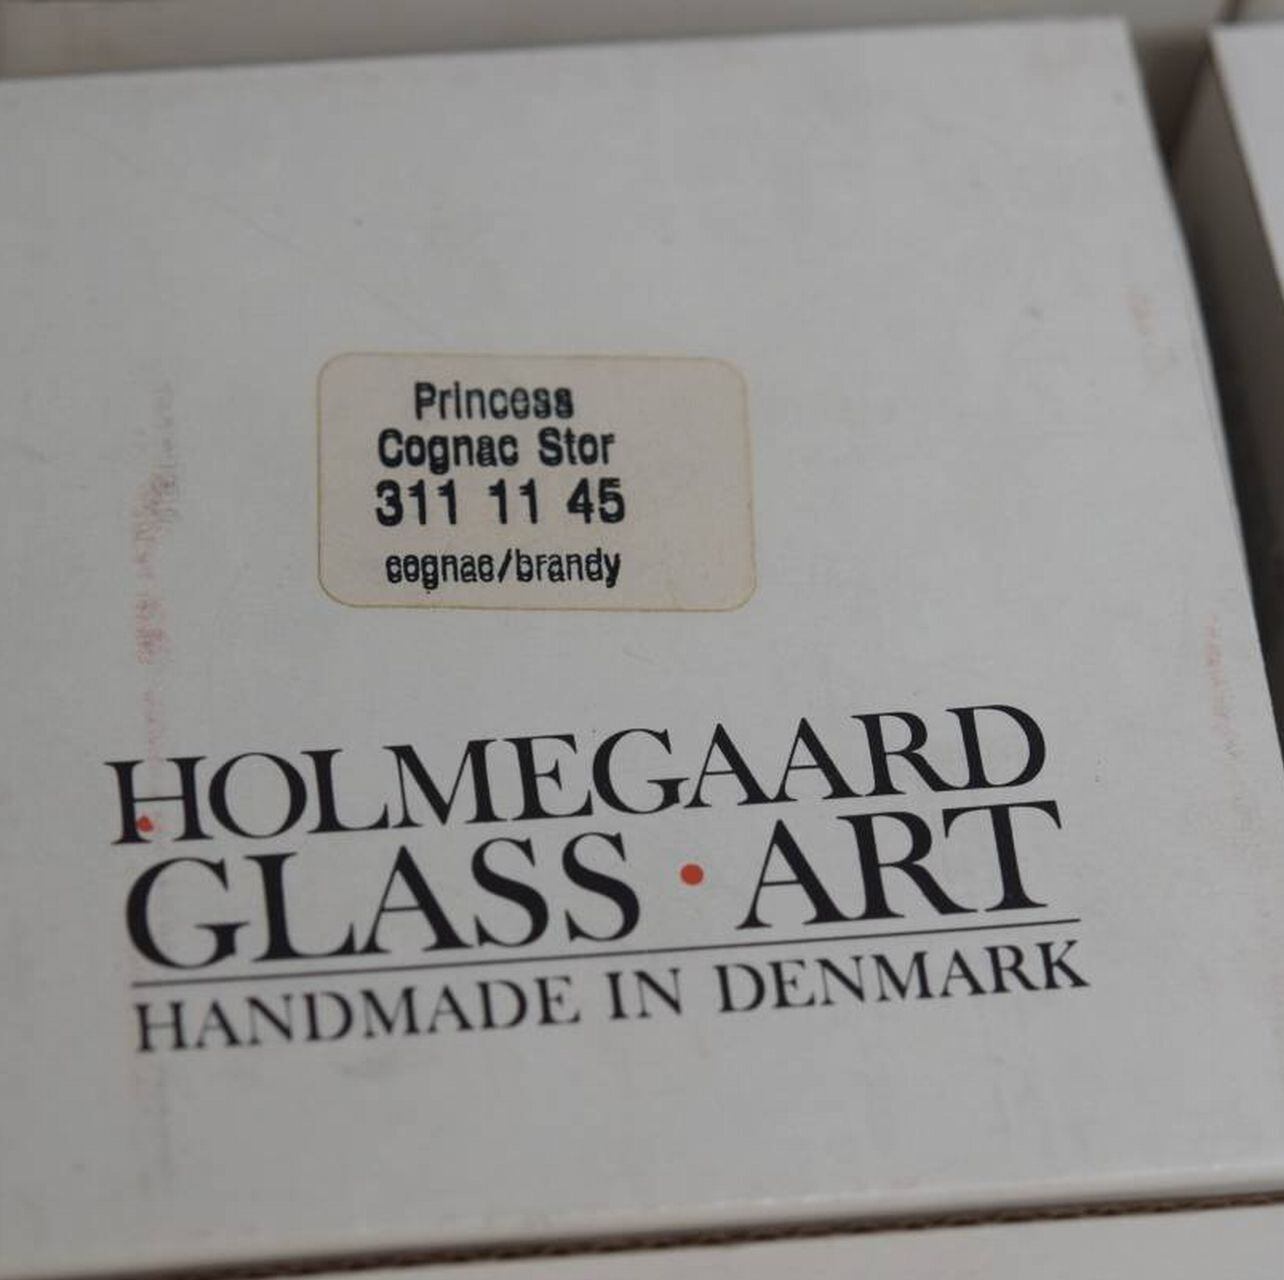 Princess
Cognac Stor
311 11 45
cognac/brandy
HOLMEGAARD
GLASS • ART
HANDMADE IN DENMARK